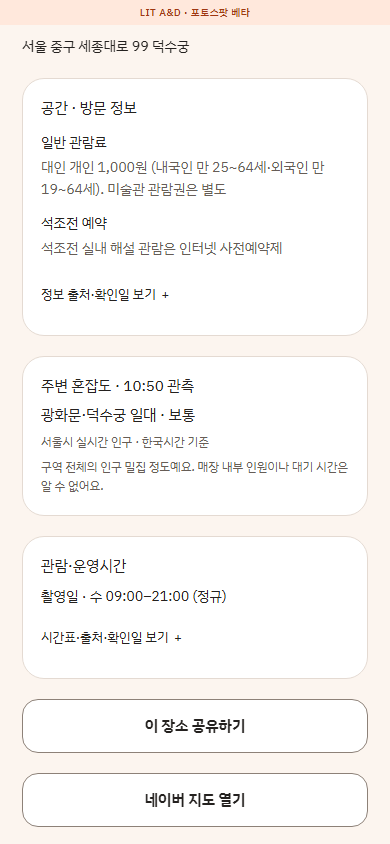 LIT A&D · 포토스팟 베타
서울 중구 세종대로 99 덕수궁
공간 · 방문 정보
일반 관람료
대인 개인 1,000원 (내국인 만 25~64세·외국인 만
19~64세). 미술관 관람권은 별도
석조전 예약
석조전 실내 해설 관람은 인터넷 사전예약제
정보 출처·확인일 보기 +
주변 혼잡도 · 10:50 관측
광화문·덕수궁 일대 · 보통
서울시 실시간 인구 · 한국시간 기준
구역 전체의 인구 밀집 정도예요. 매장 내부 인원이나 대기 시간은
알 수 없어요.
관람·운영시간
촬영일 · 수 09:00–21:00 (정규)
시간표·출처·확인일 보기 +
이 장소 공유하기
네이버 지도 열기